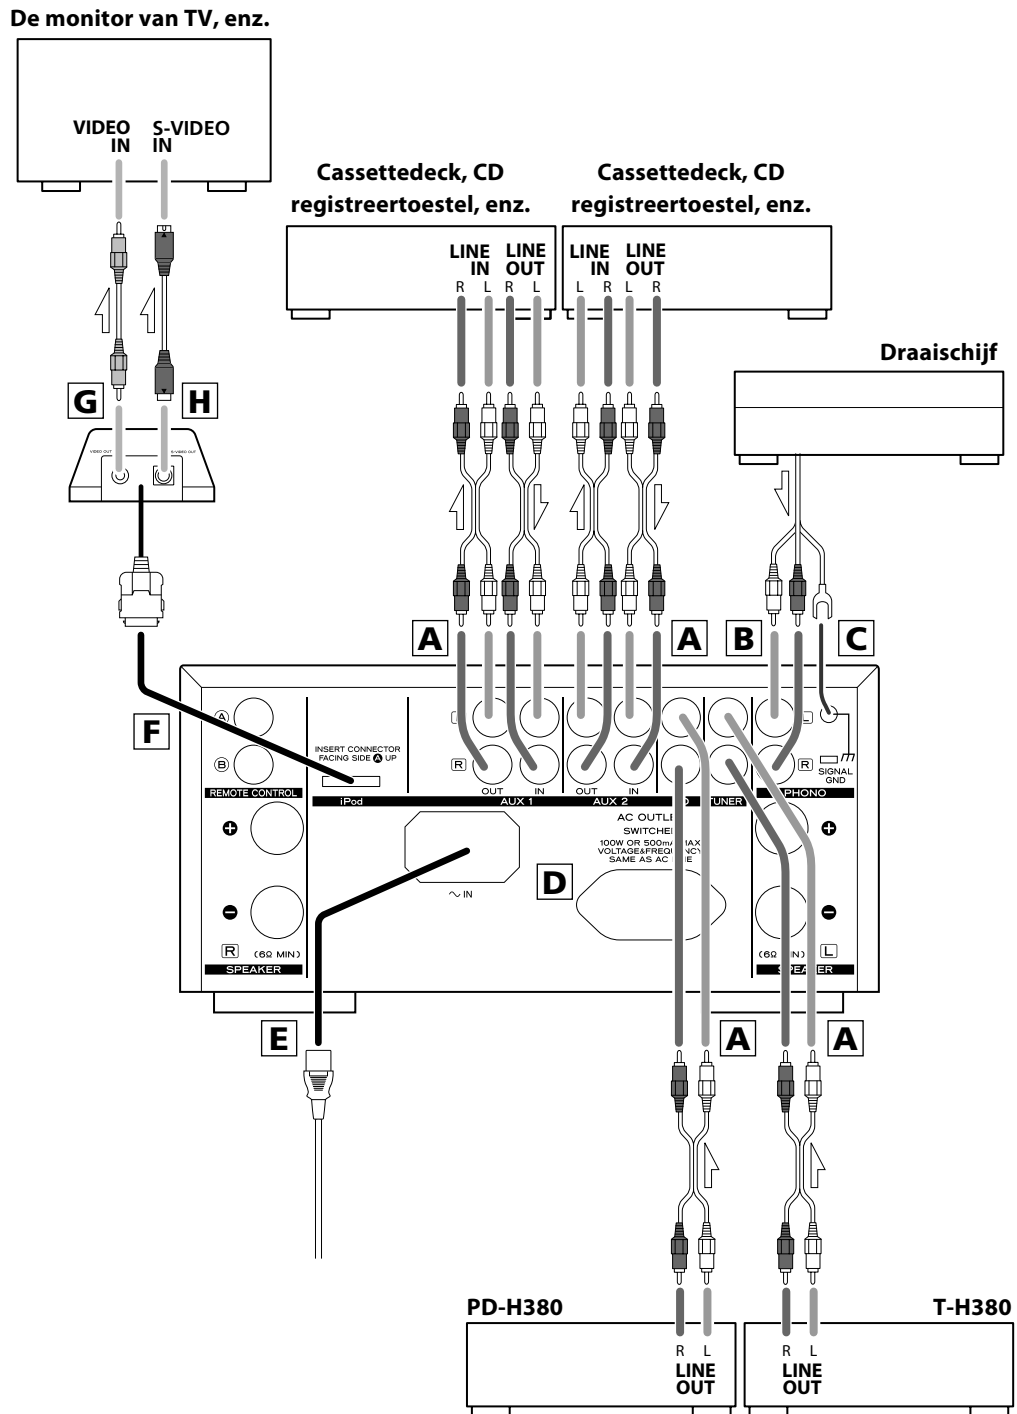 De monitor van TV, enz.
VIDEO IN
S-VIDEO IN
Cassettedeck, CD registreertoestel, enz.
Cassettedeck, CD registreertoestel, enz.
LINE IN
LINE OUT
R L R L
LINE IN
LINE OUT
L R L R
Draaischijf
G
H
VIDEO OUT
S-VIDEO OUT
A
A
B
C
F
A
B
REMOTE CONTROL
INSERT CONNECTOR
FACING SIDE A UP
iPod
R
OUT IN
AUX 1
OUT IN
AUX 2
TUNER
L
R
PHONO
SIGNAL
GND
AC OUTLE
SWITCHE
100W OR 500mA MAX
VOLTAGE&FREQUENCY
SAME AS AC
IN
D
R
(6Ω MIN)
SPEAKER
(6Ω MIN)
L
SPEAKER
E
A
A
PD-H380
T-H380
R L
LINE OUT
R L
LINE OUT